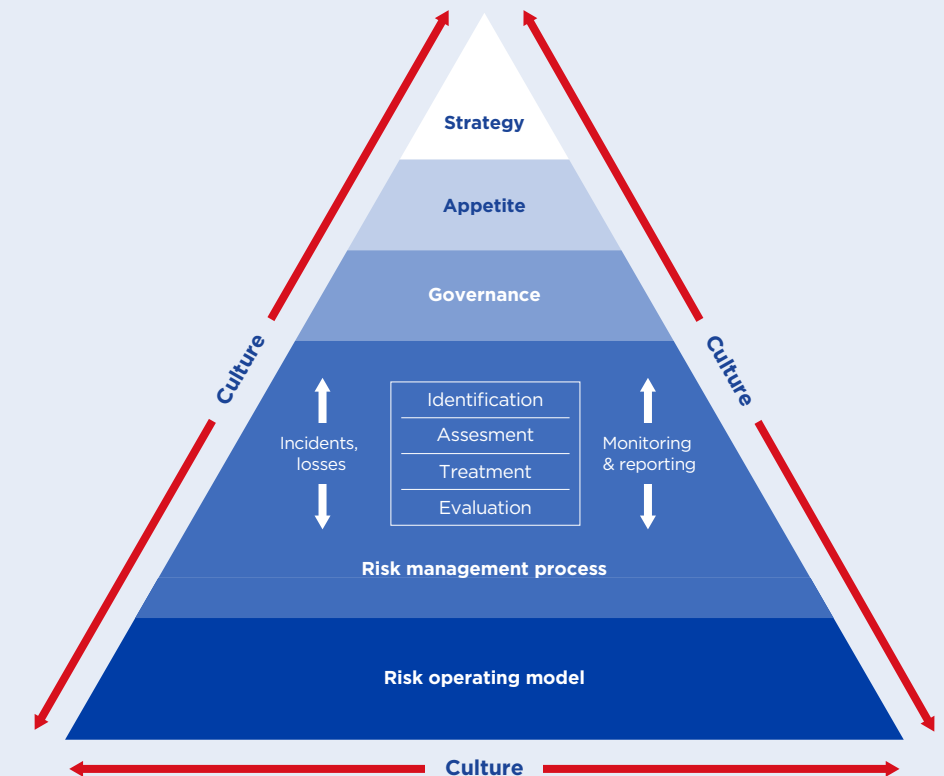 Strategy
Appetite
Governance
Culture
Culture
Identification
Assesment
Treatment
Evaluation
Incidents,
losses
Monitoring
& reporting
Risk management process
Risk operating model
Culture